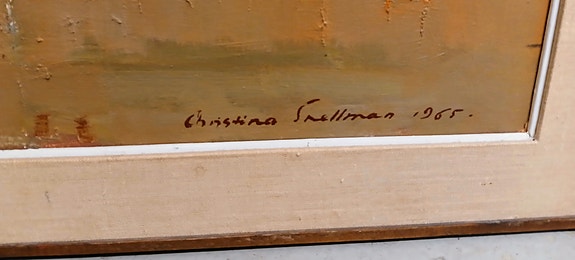 Christina Snellman 1965.